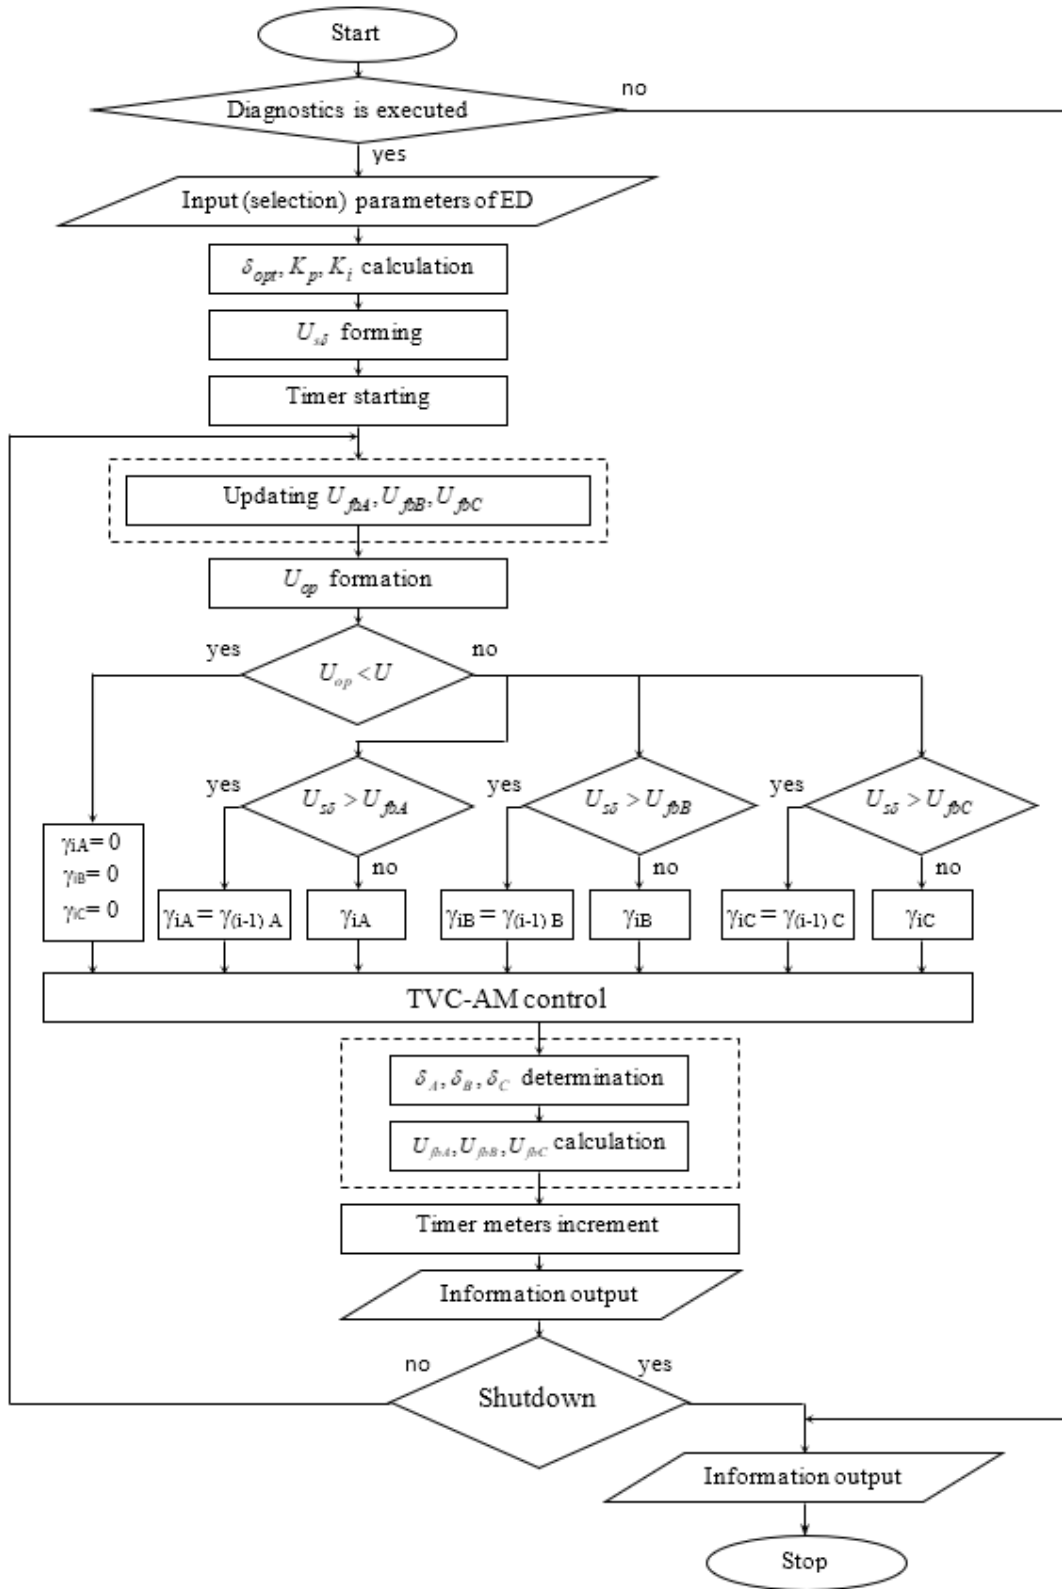 Start
Diagnostics is executed
no
yes
Input (selection) parameters of ED
δopt, Kp, Ki calculation
Usδ forming
Timer starting
Updating UfbA, UfbB, UfbC
Uop formation
yes
no
Uop < U
yes
Usδ > UfbA
yes
Usδ > UfbB
yes
Usδ > UfbC
γiA= 0
γiB= 0
γiC= 0
no
no
no
γiA = γ(i-1) A
γiA
γiB = γ(i-1) B
γiB
γiC = γ(i-1) C
γiC
TVC-AM control
δA, δB, δC determination
UfbA, UfbB, UfbC calculation
Timer meters increment
Information output
no
yes
Shutdown
Information output
Stop